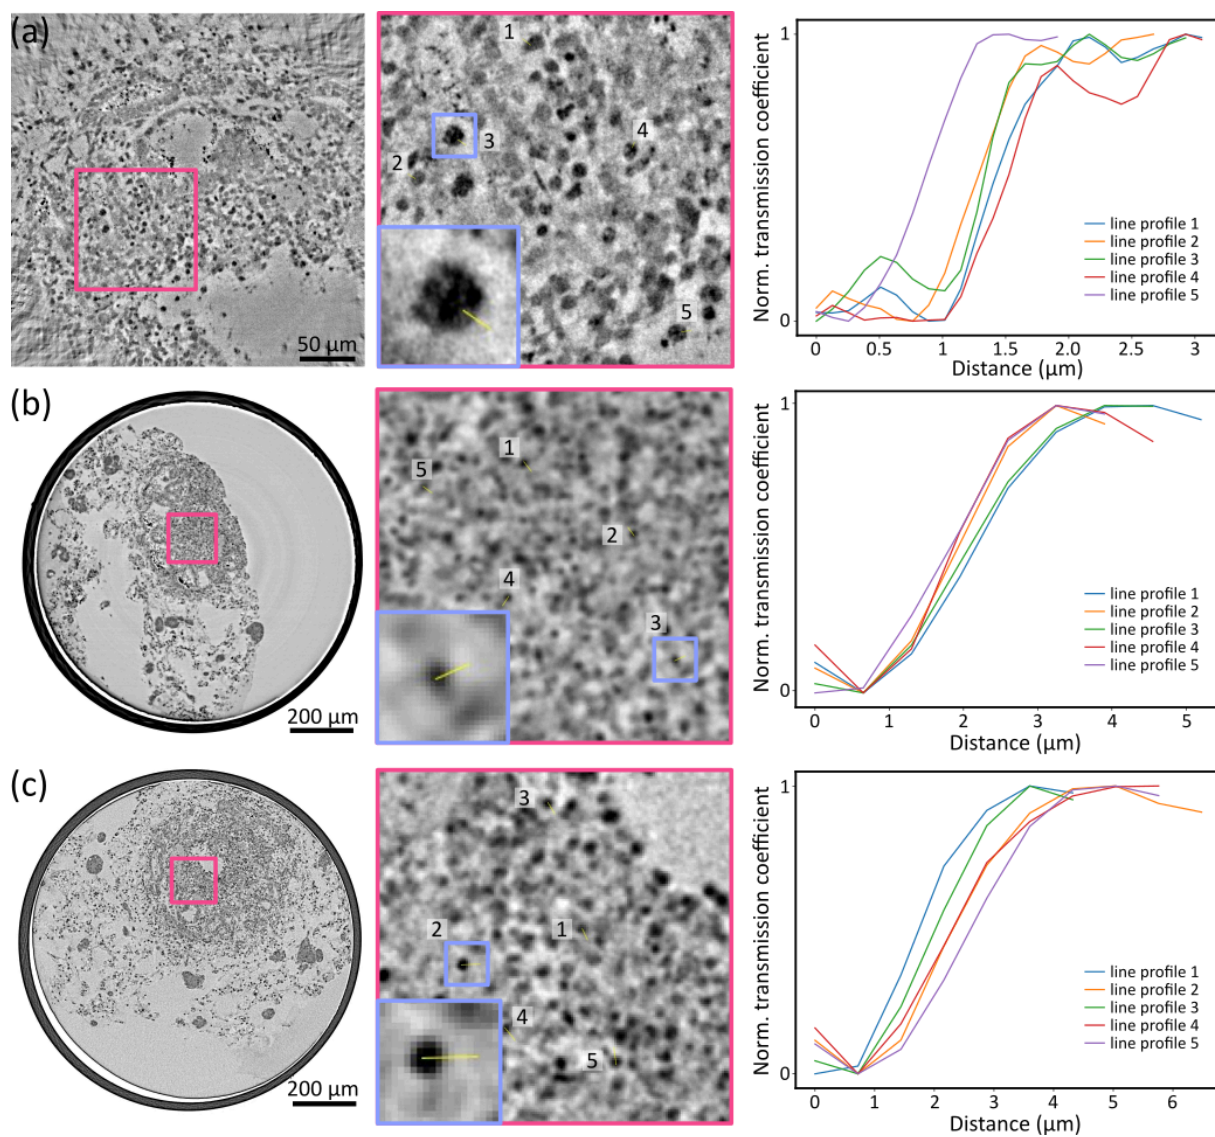 (a)
50 µm
1
2
3
4
5
Norm. transmission coefficient
1
0
line profile 1
line profile 2
line profile 3
line profile 4
line profile 5
0 0.5 1 1.5 2.0 2.5 3
Distance (µm)
(b)
200 µm
1
5
2
4
3
Norm. transmission coefficient
1
0
line profile 1
line profile 2
line profile 3
line profile 4
line profile 5
0 1 2 3 4 5
Distance (µm)
(c)
200 µm
3
2
1
4
5
Norm. transmission coefficient
1
0
line profile 1
line profile 2
line profile 3
line profile 4
line profile 5
0 1 2 3 4 5 6
Distance (µm)